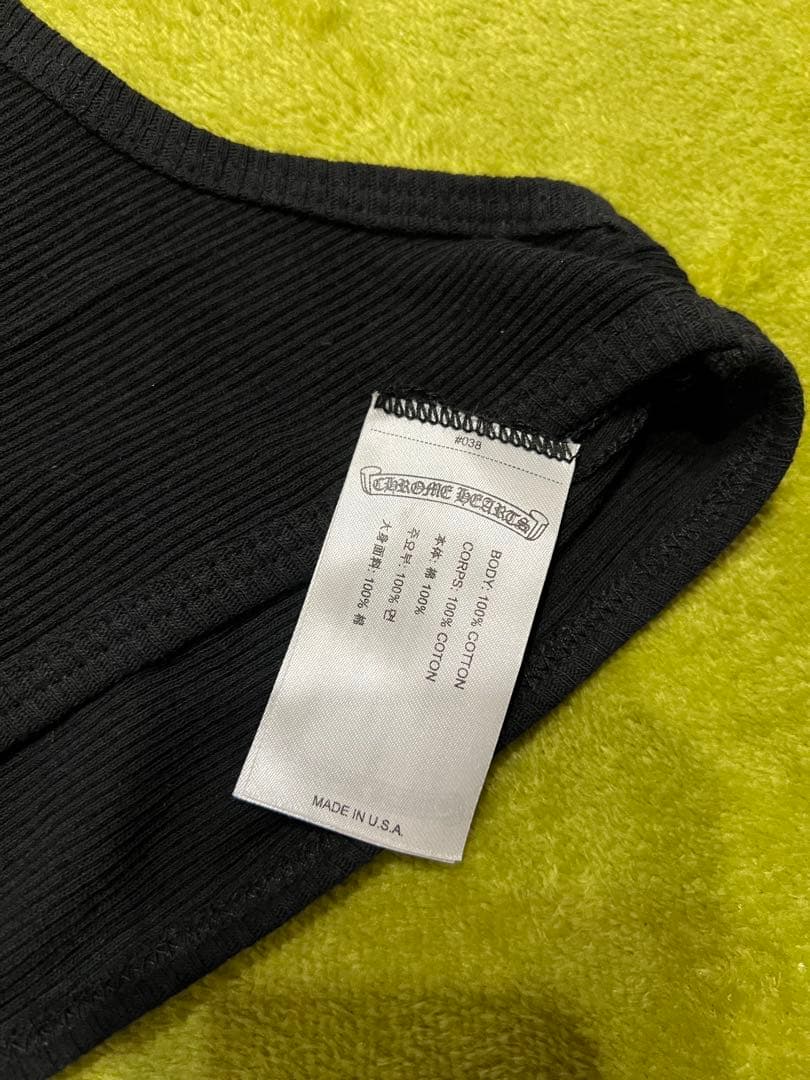 #038
CHROME HEARTS
BODY: 100% COTTON
CORPS: 100% COTON
本体: 棉 100%
주요부: 100% 면
大身面料: 100% 棉
MADE IN U.S.A.